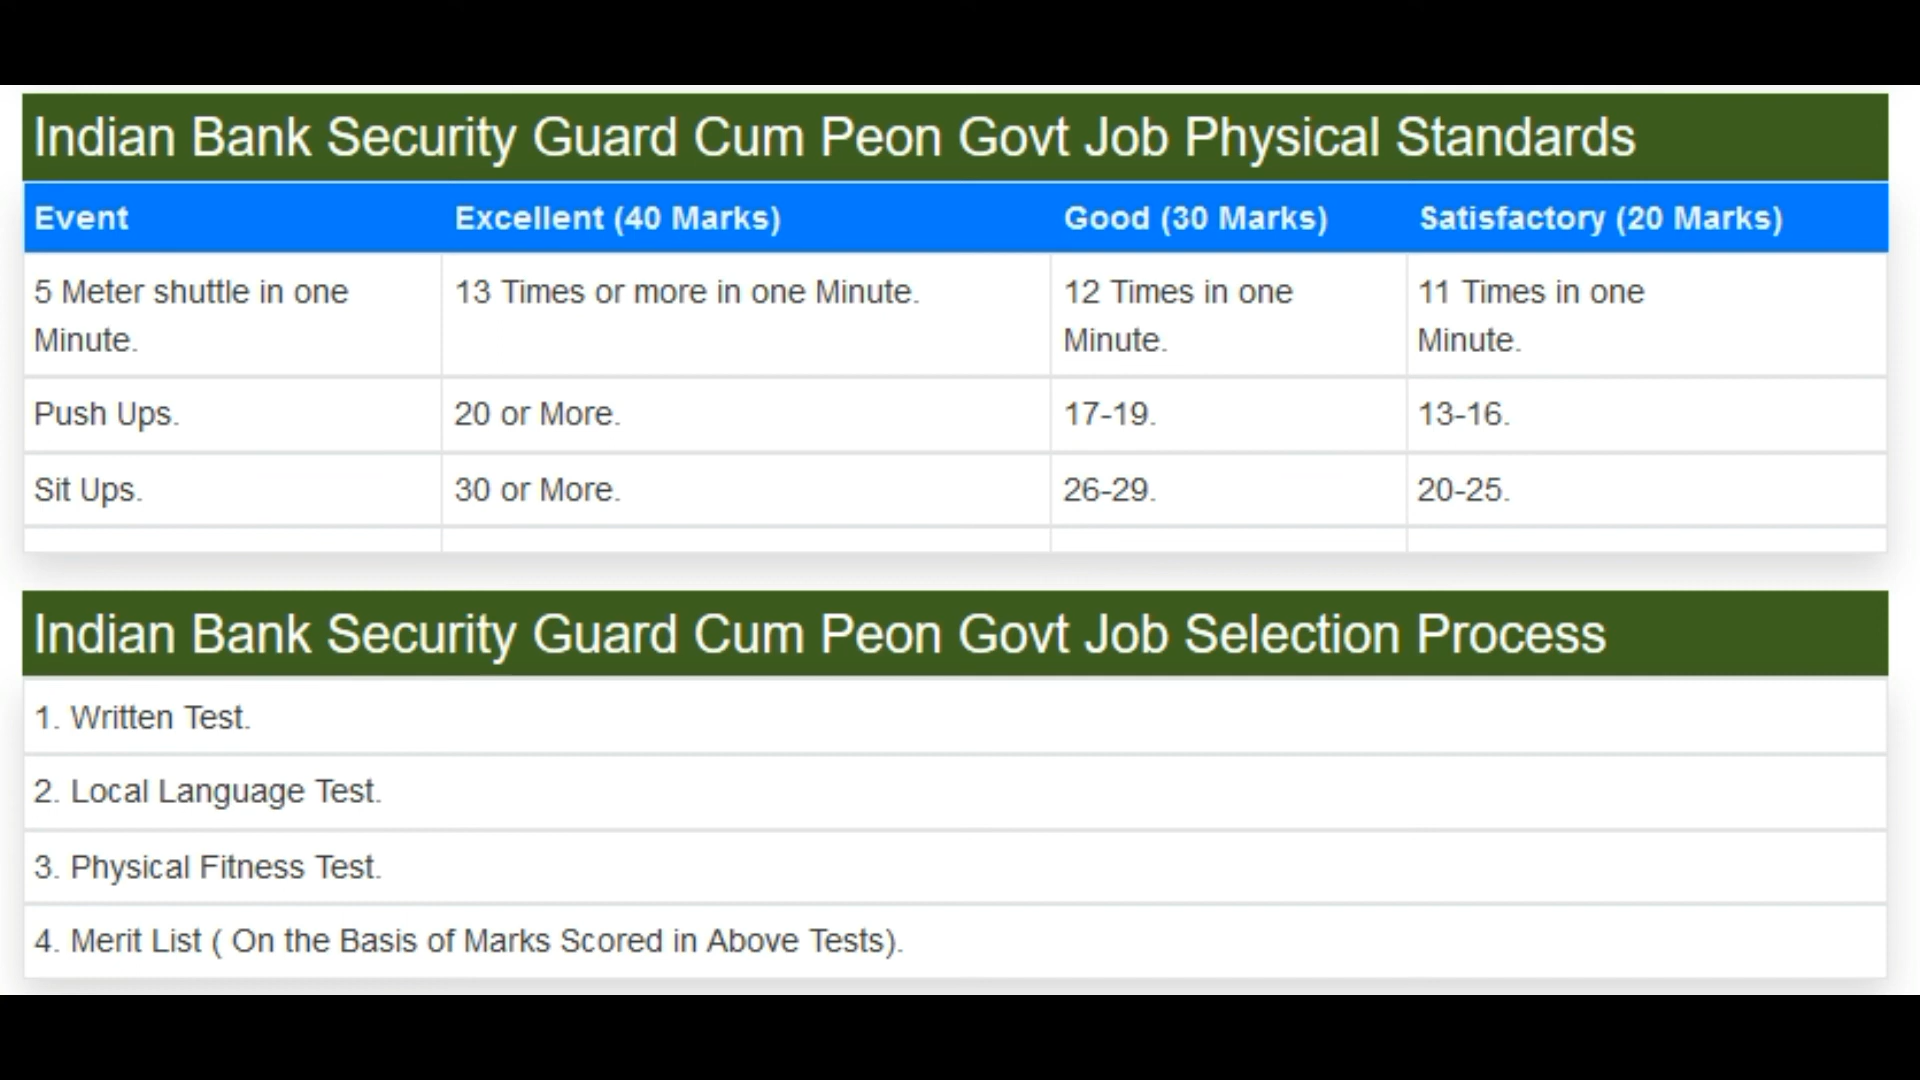 Indian Bank Security Guard Cum Peon Govt Job Physical Standards
Event Excellent (40 Marks) Good (30 Marks) Satisfactory (20 Marks)
5 Meter shuttle in one 13 Times or more in one Minute. 12 Times in one 11 Times in one
Minute. Minute. Minute.
Push Ups. 20 or More. 17-19. 13-16.
Sit Ups. 30 or More. 26-29. 20-25.
Indian Bank Security Guard Cum Peon Govt Job Selection Process
1. Written Test.
2. Local Language Test.
3. Physical Fitness Test.
4. Merit List ( On the Basis of Marks Scored in Above Tests).